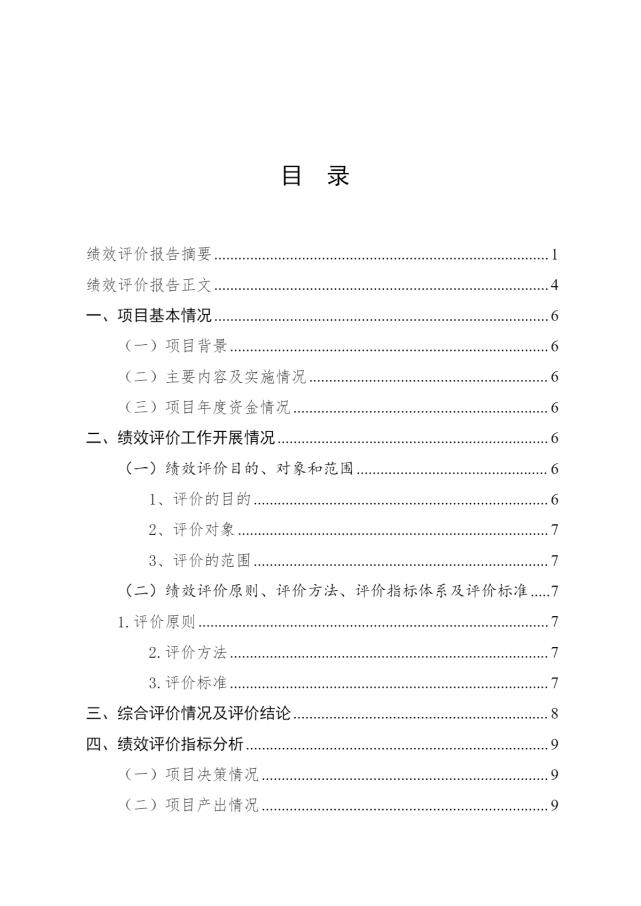 目 录
绩效评价报告摘要....................1
绩效评价报告正文....................4
一、项目基本情况....................6
（一）项目背景....................6
（二）主要内容及实施情况....................6
（三）项目年度资金情况....................6
二、绩效评价工作开展情况....................6
（一）绩效评价目的、对象和范围....................6
1、评价的目的....................6
2、评价对象....................7
3、评价的范围....................7
（二）绩效评价原则、评价方法、评价指标体系及评价标准.....7
1.评价原则....................7
2.评价方法....................7
3.评价标准....................7
三、综合评价情况及评价结论....................8
四、绩效评价指标分析....................9
（一）项目决策情况....................9
（二）项目产出情况....................9